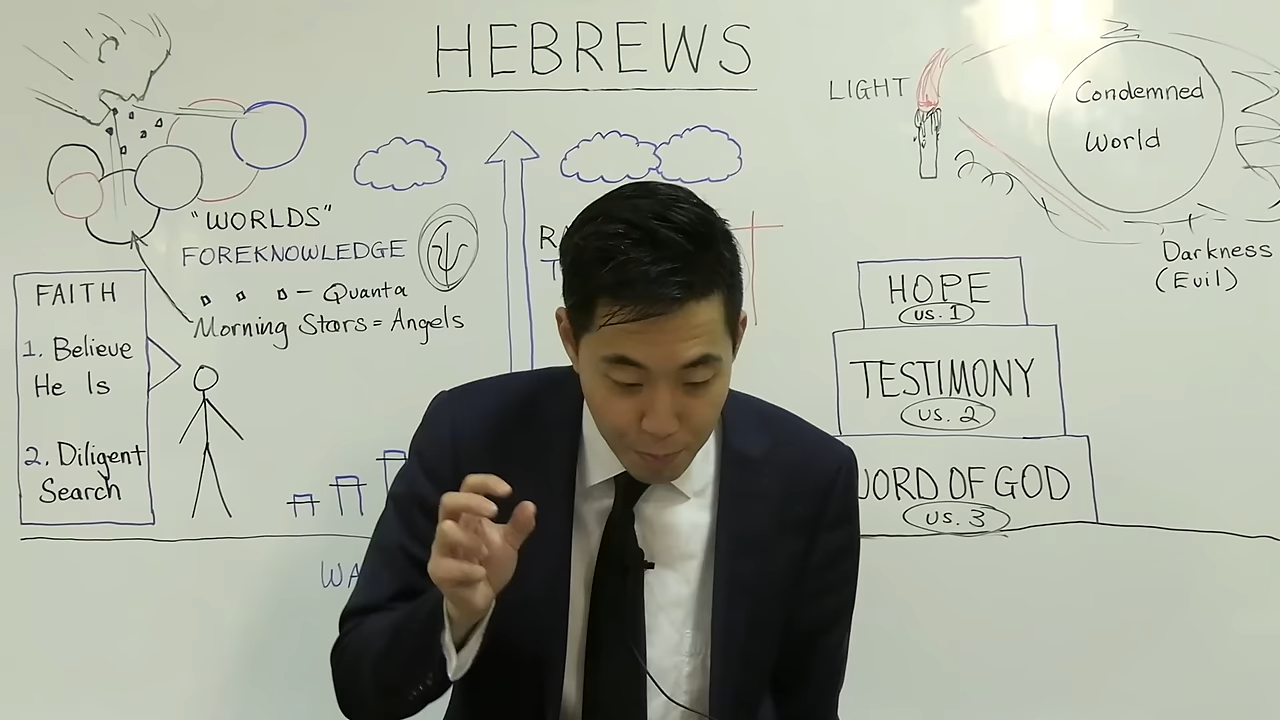 HEBREWS
LIGHT
Condemned
World
"WORLDS"
FOREKNOWLEDGE
Ψ
- Quanta
Morning Stars = Angels
FAITH
1. Believe
He Is
2. Diligent
Search
Darkness
(Evil)
HOPE
vs. 1
TESTIMONY
vs. 2
WORD OF GOD
vs. 3